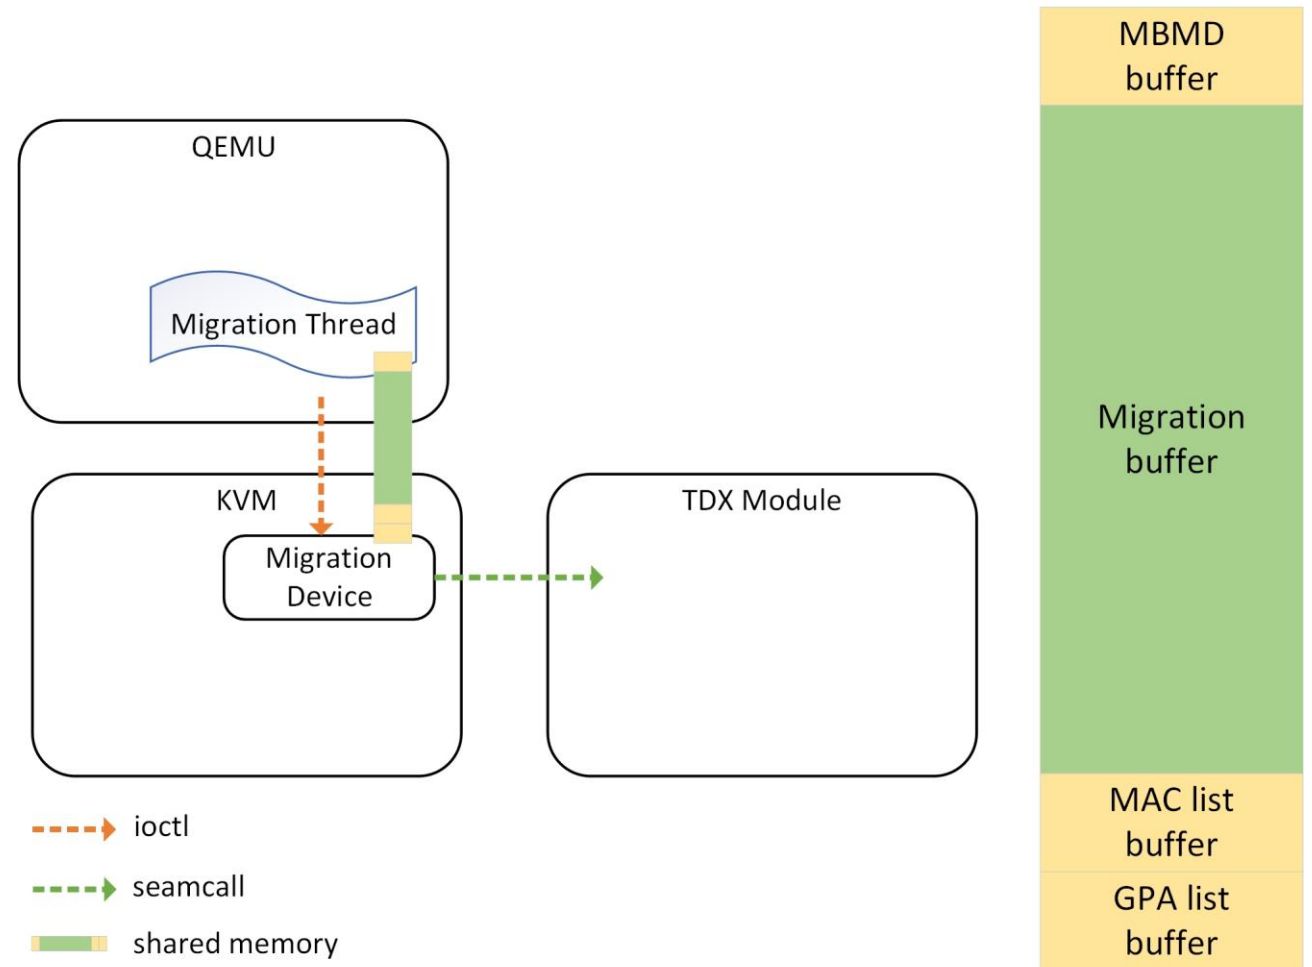 QEMU
Migration Thread
KVM
Migration
Device
TDX Module
ioctl
seamcall
shared memory
MBMD
buffer
Migration
buffer
MAC list
buffer
GPA list
buffer